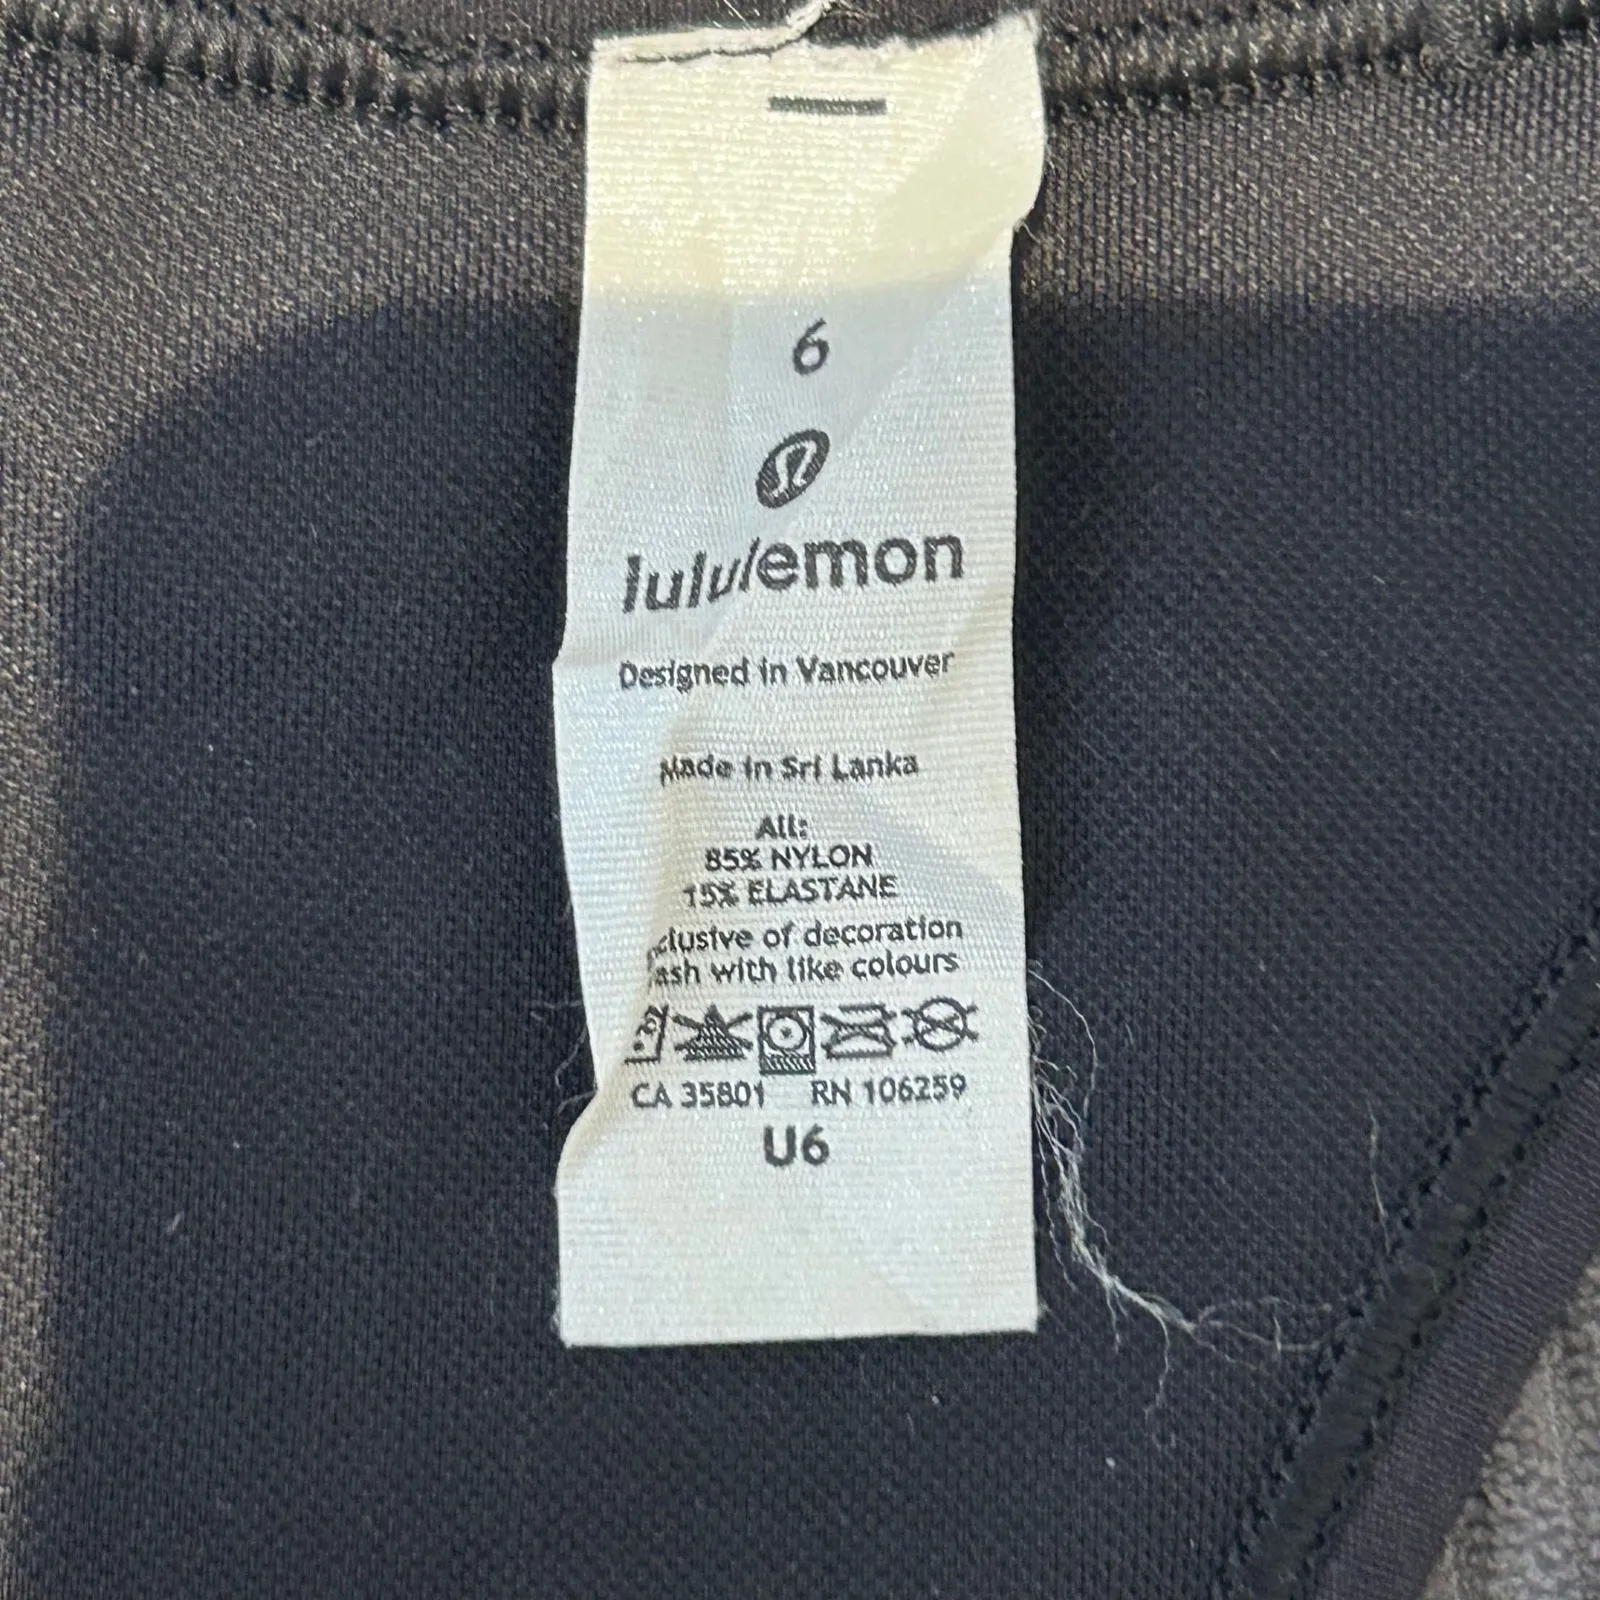 6
lululemon
Designed in Vancouver
Made in Sri Lanka
All:
85% NYLON
15% ELASTANE
clusive of decoration
ash with like colours
CA 35801 RN 106259
U6